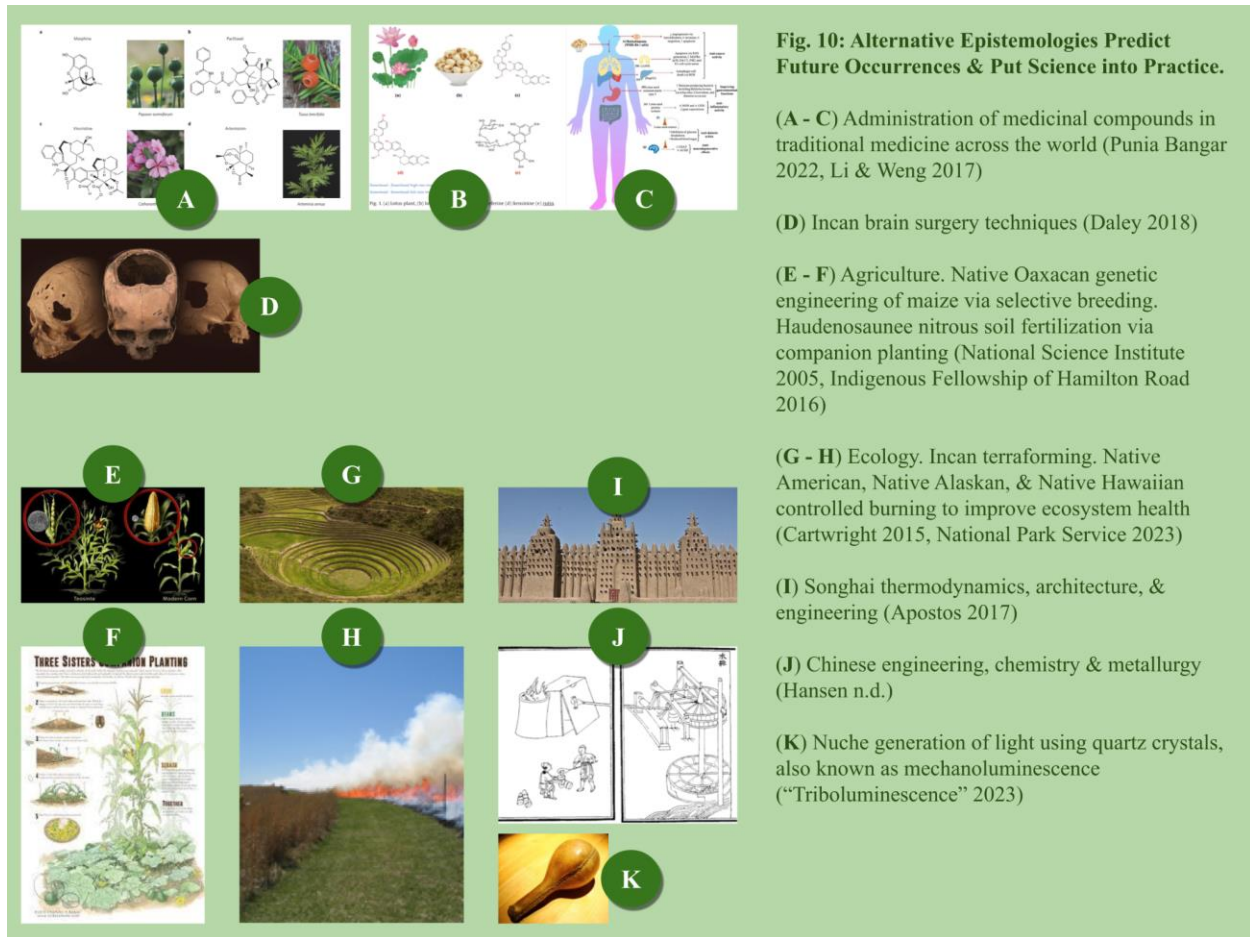 a
Morphine
Papaver somniferum
b
Paclitaxel
c
Vincristine
d
Artemisinin
Artemisia annua
A
(a)
(b)
(c)
(d)
(e)
B
C
D
E
Teosinte
Modern Corn
G
I
F
THREE SISTERS COMPANION PLANTING
BEANS
SQUASH
TOGETHER
H
J
K
Fig. 10: Alternative Epistemologies Predict
Future Occurrences & Put Science into Practice.
(A - C) Administration of medicinal compounds in
traditional medicine across the world (Punia Bangar
2022, Li & Weng 2017)
(D) Incan brain surgery techniques (Daley 2018)
(E - F) Agriculture. Native Oaxacan genetic
engineering of maize via selective breeding.
Haudenosaunee nitrous soil fertilization via
companion planting (National Science Institute
2005, Indigenous Fellowship of Hamilton Road
2016)
(G - H) Ecology. Incan terraforming. Native
American, Native Alaskan, & Native Hawaiian
controlled burning to improve ecosystem health
(Cartwright 2015, National Park Service 2023)
(I) Songhai thermodynamics, architecture, &
engineering (Apostos 2017)
(J) Chinese engineering, chemistry & metallurgy
(Hansen n.d.)
(K) Nuche generation of light using quartz crystals,
also known as mechanoluminescence
(“Triboluminescence” 2023)